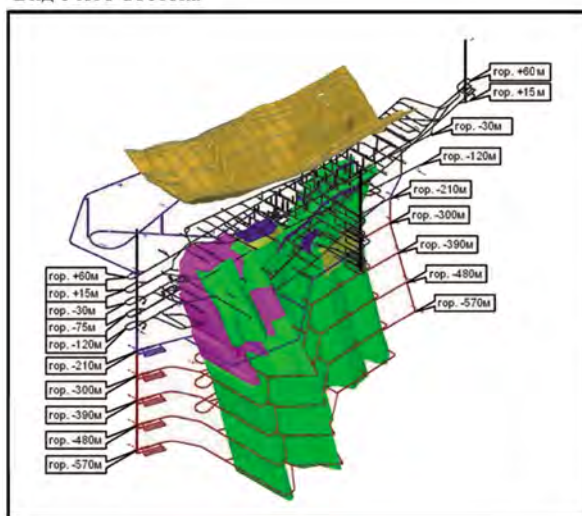 гор. +60м
гор. +15м
гор. -30м
гор. -120м
гор. -210м
гор. -300м
гор. -390м
гор. -480м
гор. -570м
гор. +60м
гор. +15м
гор. -30м
гор. -75м
гор. -120м
гор. -210м
гор. -300м
гор. -390м
гор. -480м
гор. -570м